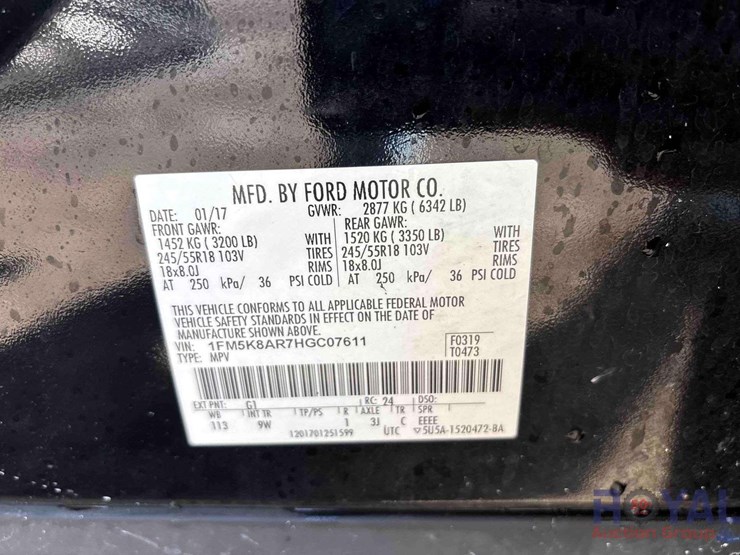 MFD. BY FORD MOTOR CO.
DATE: 01/17 GVWR: 2877 KG ( 6342 LB)
FRONT GAWR: REAR GAWR:
1452 KG ( 3200 LB) WITH 1520 KG ( 3350 LB) WITH
245/55R18 103V TIRES 245/55R18 103V TIRES
18x8.0J RIMS 18x8.0J RIMS
AT 250 kPa/ 36 PSI COLD AT 250 kPa/ 36 PSI COLD
THIS VEHICLE CONFORMS TO ALL APPLICABLE FEDERAL MOTOR
VEHICLE SAFETY STANDARDS IN EFFECT ON THE DATE OF
MANUFACTURE SHOWN ABOVE.
VIN: 1FM5K8AR7HGC07611 F0319
TYPE: MPV T0473
EXT PNT: G1 RC: 24 DSO:
WB INT TR TP/PS R AXLE TR SPR
113 9W 1 3J C EEEE
1201701251599 UTC 5U5A-1520472-BA
ROYAL